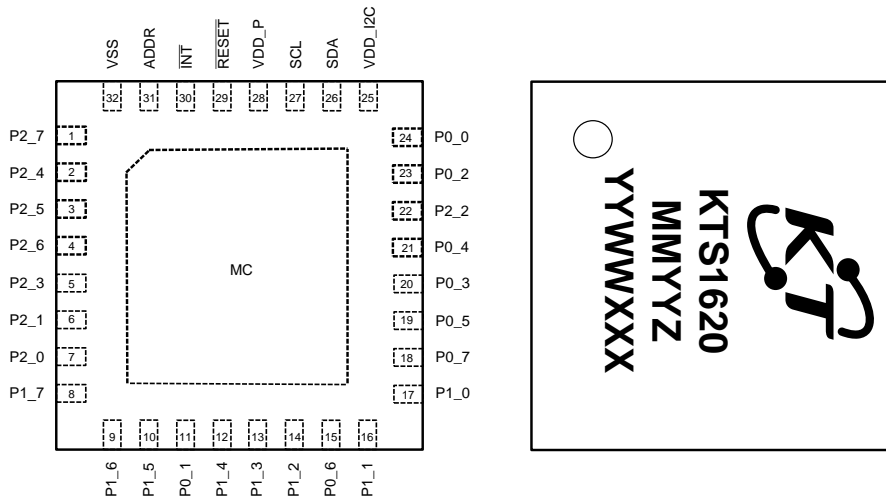 VSS
ADDR
INT
RESET
VDD_P
SCL
SDA
VDD_I2C
32
31
30
29
28
27
26
25
P2_7
1
24
P0_0
P2_4
2
23
P0_2
P2_5
3
22
P2_2
P2_6
4
21
P0_4
P2_3
5
20
P0_3
P2_1
6
19
P0_5
P2_0
7
18
P0_7
P1_7
8
17
P1_0
MC
9
10
11
12
13
14
15
16
P1_6
P1_5
P0_1
P1_4
P1_3
P1_2
P0_6
P1_1
KT
KTS1620
MMYYZ
YYWWXXX